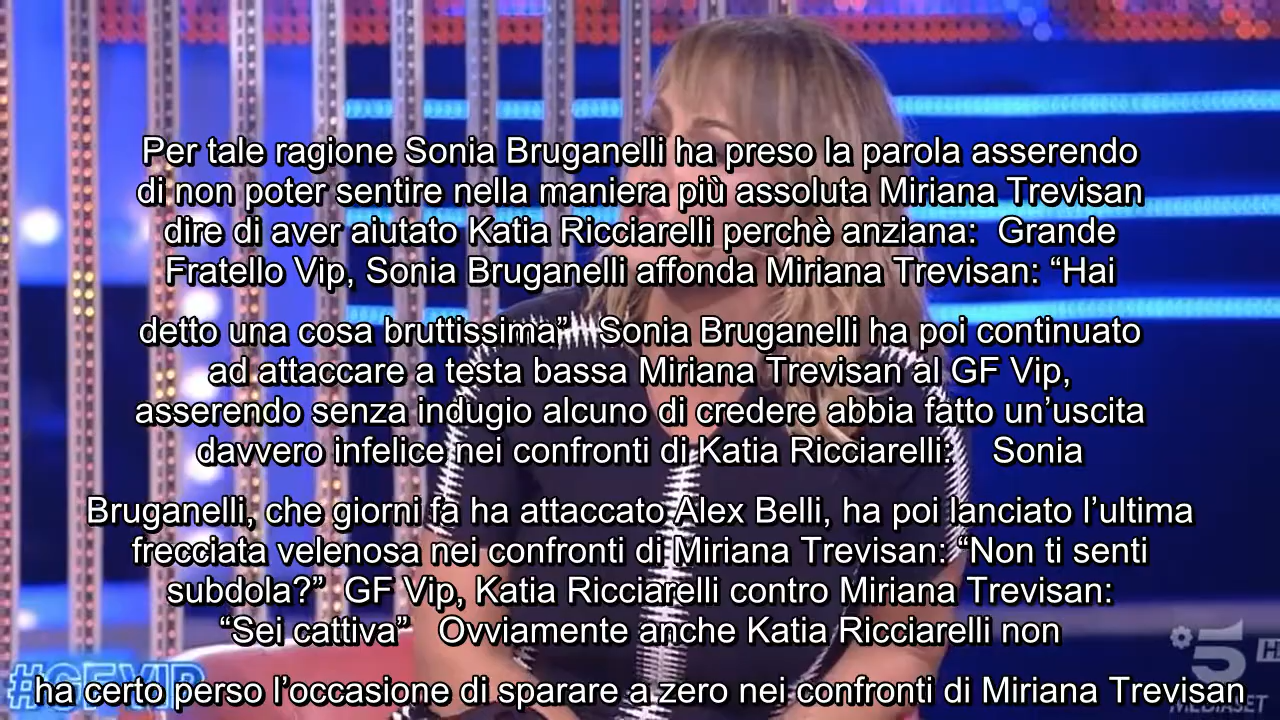 Per tale ragione Sonia Bruganelli ha preso la parola asserendo
di non poter sentire nella maniera più assoluta Miriana Trevisan
dire di aver aiutato Katia Ricciarelli perchè anziana:  Grande
Fratello Vip, Sonia Bruganelli affonda Miriana Trevisan: “Hai
detto una cosa bruttissima”   Sonia Bruganelli ha poi continuato
ad attaccare a testa bassa Miriana Trevisan al GF Vip,
asserendo senza indugio alcuno di credere abbia fatto un’uscita
davvero infelice nei confronti di Katia Ricciarelli:    Sonia
Bruganelli, che giorni fa ha attaccato Alex Belli, ha poi lanciato l’ultima
frecciata velenosa nei confronti di Miriana Trevisan: “Non ti senti
subdola?”  GF Vip, Katia Ricciarelli contro Miriana Trevisan:
“Sei cattiva”   Ovviamente anche Katia Ricciarelli non
ha certo perso l’occasione di sparare a zero nei confronti di Miriana Trevisan
#GFVIP
5
MEDIASET